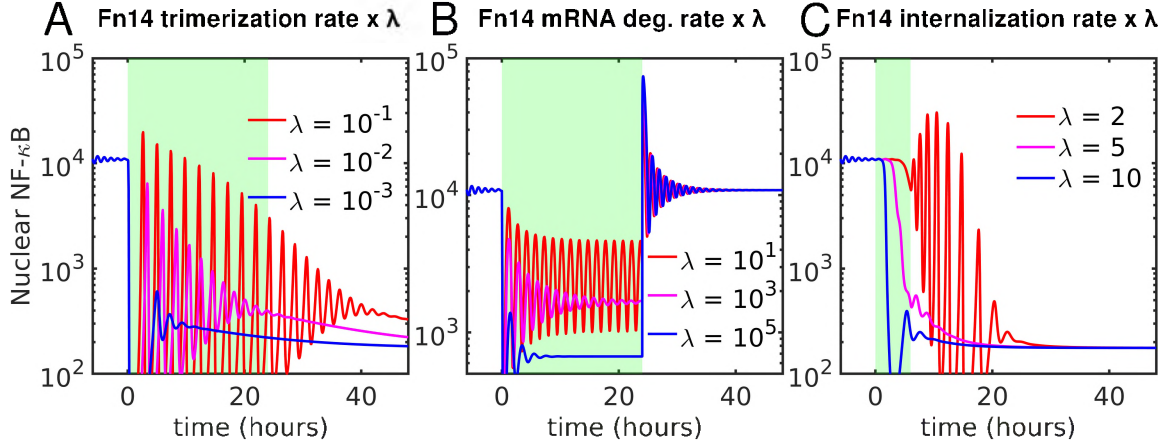 A Fn14 trimerization rate x λ
10^5
10^4
10^3
10^2
Nuclear NF-κB
0 20 40
time (hours)
λ = 10^-1
λ = 10^-2
λ = 10^-3
B Fn14 mRNA deg. rate x λ
10^5
10^4
10^3
0 20 40
time (hours)
λ = 10^1
λ = 10^3
λ = 10^5
C Fn14 internalization rate x λ
10^5
10^4
10^3
10^2
0 20 40
time (hours)
λ = 2
λ = 5
λ = 10